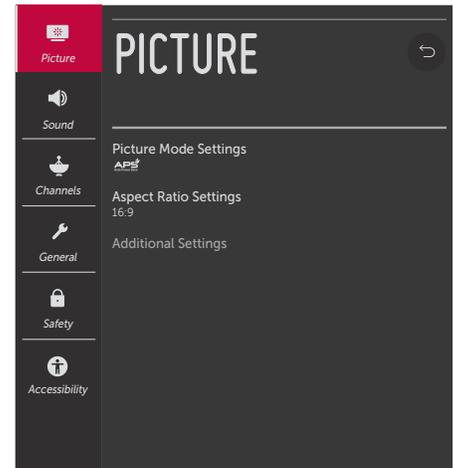 Picture
Sound
Channels
General
Safety
Accessibility
PICTURE
Picture Mode Settings
APS
Aspect Ratio Settings
16:9
Additional Settings